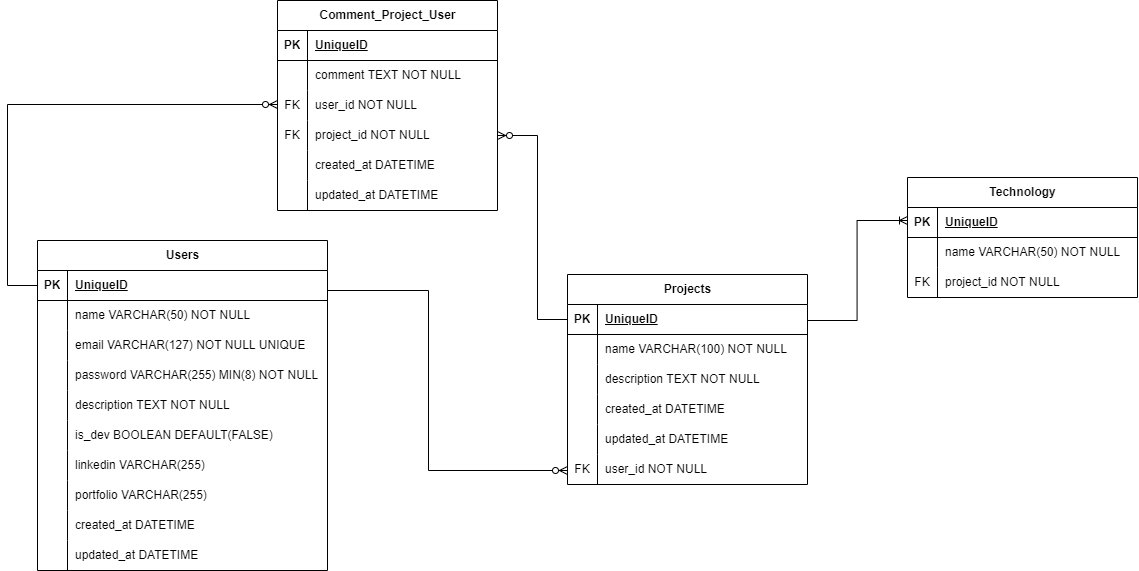 Comment_Project_User
PK UniqueID
comment TEXT NOT NULL
FK user_id NOT NULL
FK project_id NOT NULL
created_at DATETIME
updated_at DATETIME
Users
PK UniqueID
name VARCHAR(50) NOT NULL
email VARCHAR(127) NOT NULL UNIQUE
password VARCHAR(255) MIN(8) NOT NULL
description TEXT NOT NULL
is_dev BOOLEAN DEFAULT(FALSE)
linkedin VARCHAR(255)
portfolio VARCHAR(255)
created_at DATETIME
updated_at DATETIME
Projects
PK UniqueID
name VARCHAR(100) NOT NULL
description TEXT NOT NULL
created_at DATETIME
updated_at DATETIME
FK user_id NOT NULL
Technology
PK UniqueID
name VARCHAR(50) NOT NULL
FK project_id NOT NULL